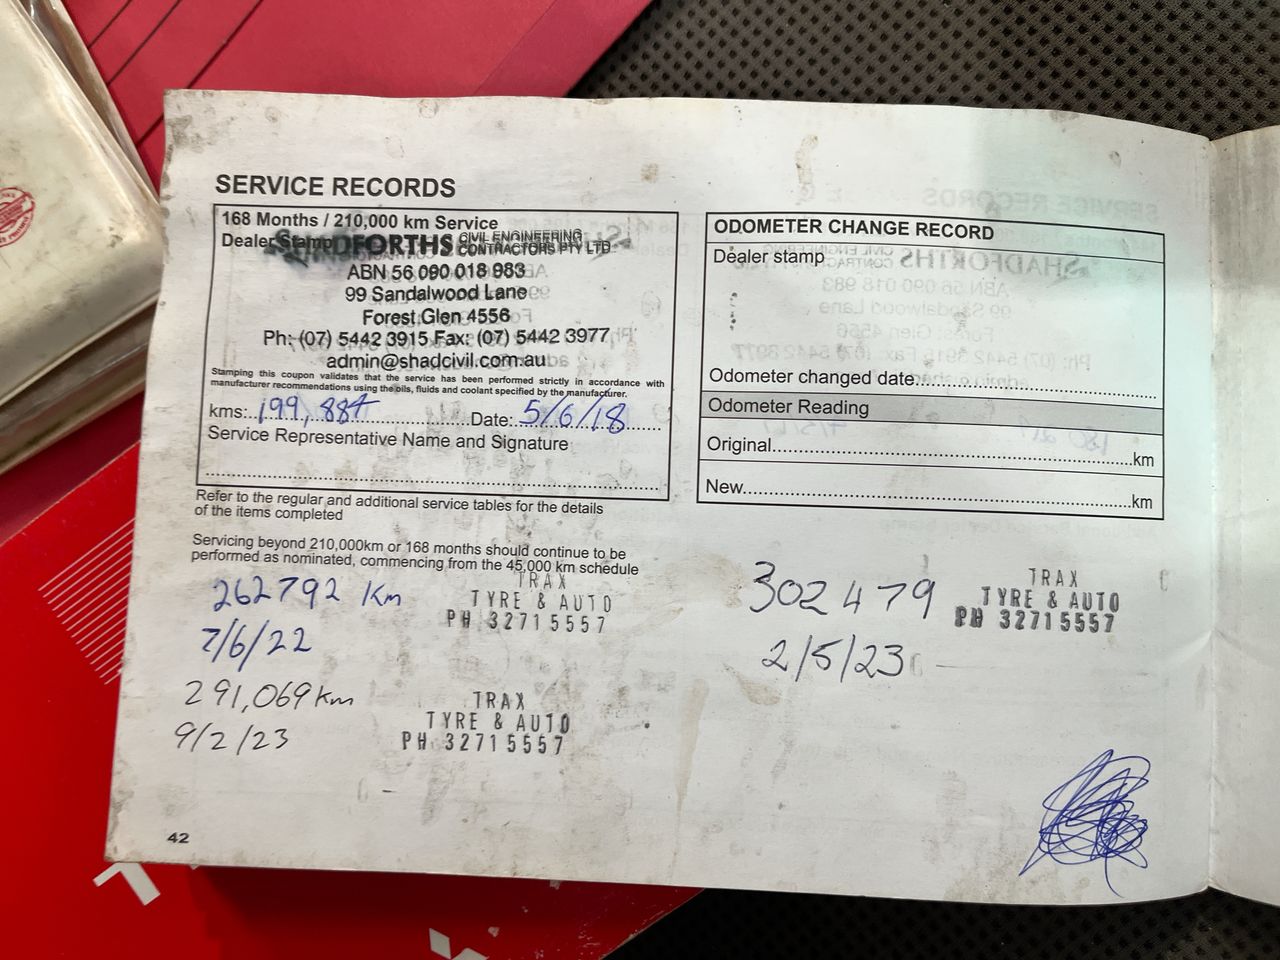 SERVICE RECORDS
168 Months / 210,000 km Service
Dealer Stamp
SHADFORTHS CIVIL ENGINEERING CONTRACTORS PTY LTD
ABN 56 090 018 983
99 Sandalwood Lane
Forest Glen 4556
Ph: (07) 5442 3915 Fax: (07) 5442 3977
admin@shadcivil.com.au
Stamping this coupon validates that the service has been performed strictly in accordance with
manufacturer recommendations using the oils, fluids and coolant specified by the manufacturer.
kms: 199,887 Date: 5/6/18
Service Representative Name and Signature
Refer to the regular and additional service tables for the details
of the items completed
Servicing beyond 210,000km or 168 months should continue to be
performed as nominated, commencing from the 45,000 km schedule
262792 Km
7/6/22
TRAX
TYRE & AUTO
PH 32715557
291,069 km
9/2/23
TRAX
TYRE & AUTO
PH 32715557
42
ODOMETER CHANGE RECORD
Dealer stamp
Odometer changed date:
Odometer Reading
Original km
New km
302479
2/5/23
TRAX
TYRE & AUTO
PH 32715557